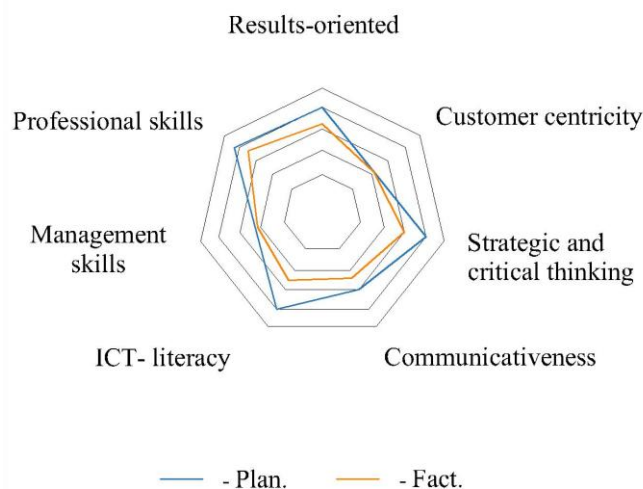 Results-oriented
Professional skills
Customer centricity
Management
skills
Strategic and
critical thinking
ICT- literacy
Communicativeness
- Plan.
- Fact.